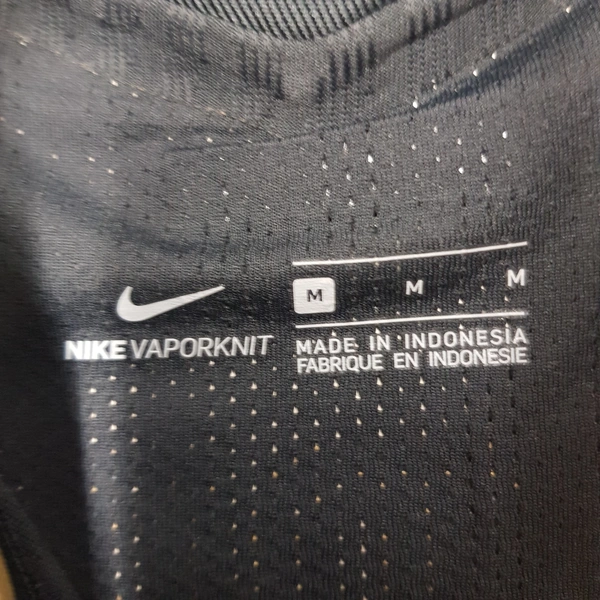 NIKE VAPORKNIT
M M M
MADE IN INDONESIA
FABRIQUE EN INDONESIE